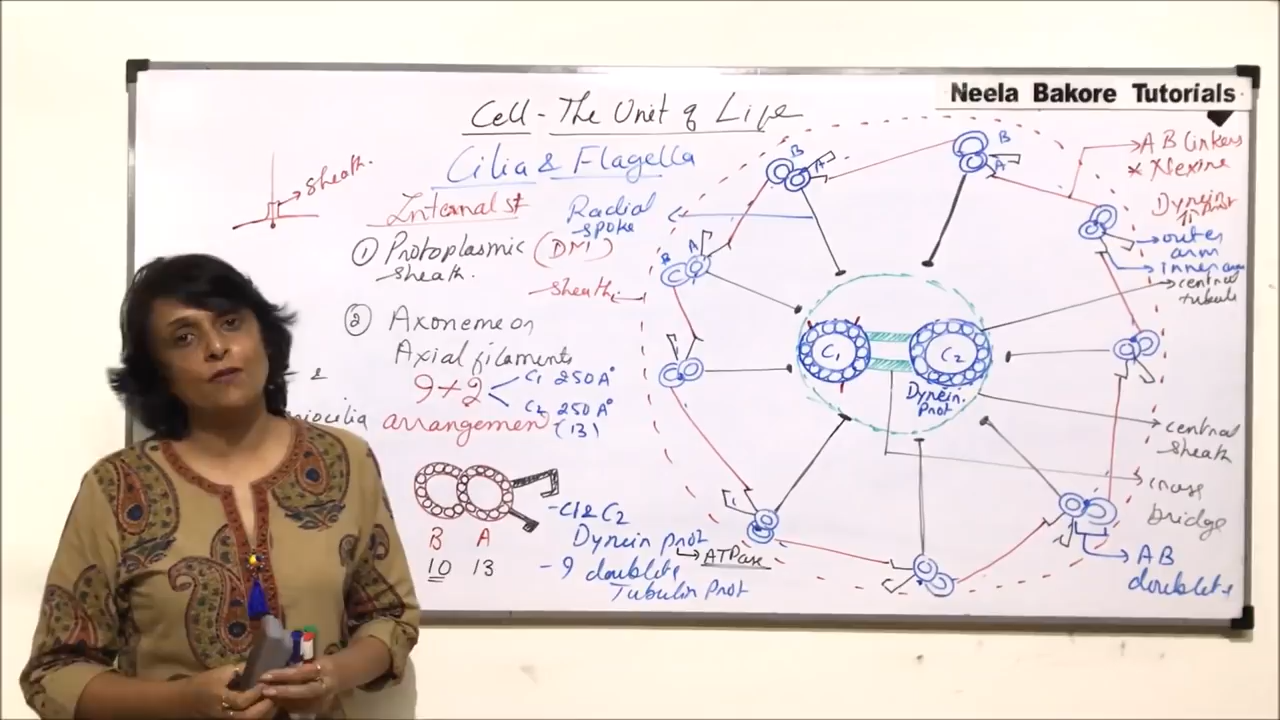 Neela Bakore Tutorials
Cell - The Unit of Life
Cilia & Flagella
sheath.
Internal st
① Protoplasmic (DM)
sheath.
② Axoneme or
Axial filaments
9+2
C1 250 A°
C2 250 A°
(13)
&
arrangement
B A
10 13
- C1 & C2
Dynein prot
ATPase
- 9 doublets
Tubulin Prot
Radial
spoke
sheath
B
A
B
A
B
A
C1
C2
Dynein.
Prot
AB linkers
* Nexine
Dynein prot
outer
arm
inner arm
central
tubule
central
sheath
cross
bridge
AB
doublets